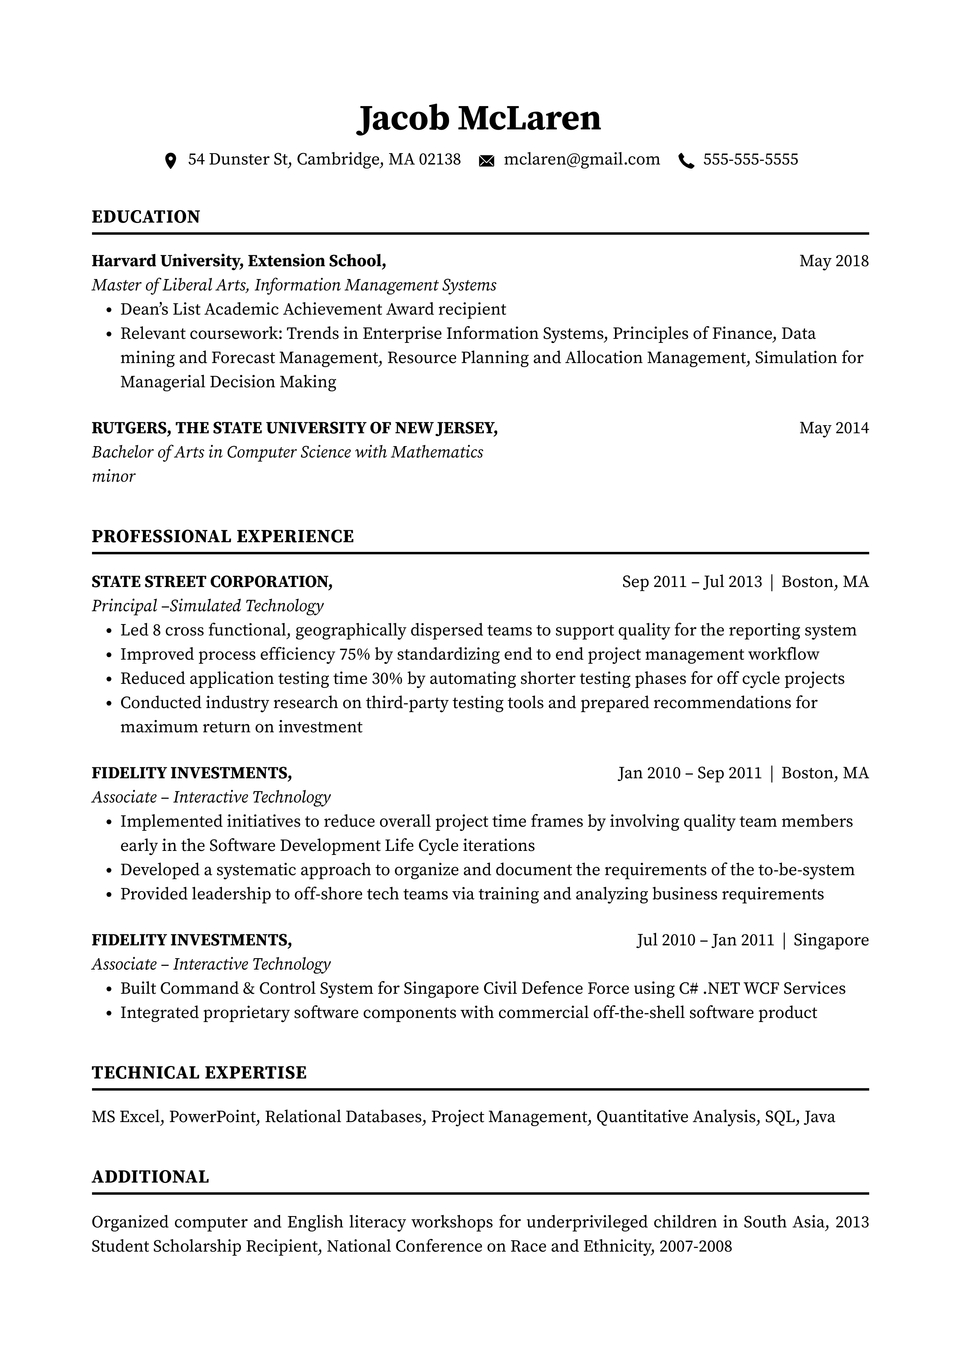 Jacob McLaren
54 Dunster St, Cambridge, MA 02138 mclaren@gmail.com 555-555-5555
EDUCATION
Harvard University, Extension School, May 2018
Master of Liberal Arts, Information Management Systems
• Dean’s List Academic Achievement Award recipient
• Relevant coursework: Trends in Enterprise Information Systems, Principles of Finance, Data
mining and Forecast Management, Resource Planning and Allocation Management, Simulation for
Managerial Decision Making
RUTGERS, THE STATE UNIVERSITY OF NEW JERSEY, May 2014
Bachelor of Arts in Computer Science with Mathematics
minor
PROFESSIONAL EXPERIENCE
STATE STREET CORPORATION, Sep 2011 – Jul 2013 | Boston, MA
Principal –Simulated Technology
• Led 8 cross functional, geographically dispersed teams to support quality for the reporting system
• Improved process efficiency 75% by standardizing end to end project management workflow
• Reduced application testing time 30% by automating shorter testing phases for off cycle projects
• Conducted industry research on third-party testing tools and prepared recommendations for
maximum return on investment
FIDELITY INVESTMENTS, Jan 2010 – Sep 2011 | Boston, MA
Associate – Interactive Technology
• Implemented initiatives to reduce overall project time frames by involving quality team members
early in the Software Development Life Cycle iterations
• Developed a systematic approach to organize and document the requirements of the to-be-system
• Provided leadership to off-shore tech teams via training and analyzing business requirements
FIDELITY INVESTMENTS, Jul 2010 – Jan 2011 | Singapore
Associate – Interactive Technology
• Built Command & Control System for Singapore Civil Defence Force using C# .NET WCF Services
• Integrated proprietary software components with commercial off-the-shell software product
TECHNICAL EXPERTISE
MS Excel, PowerPoint, Relational Databases, Project Management, Quantitative Analysis, SQL, Java
ADDITIONAL
Organized computer and English literacy workshops for underprivileged children in South Asia, 2013
Student Scholarship Recipient, National Conference on Race and Ethnicity, 2007-2008